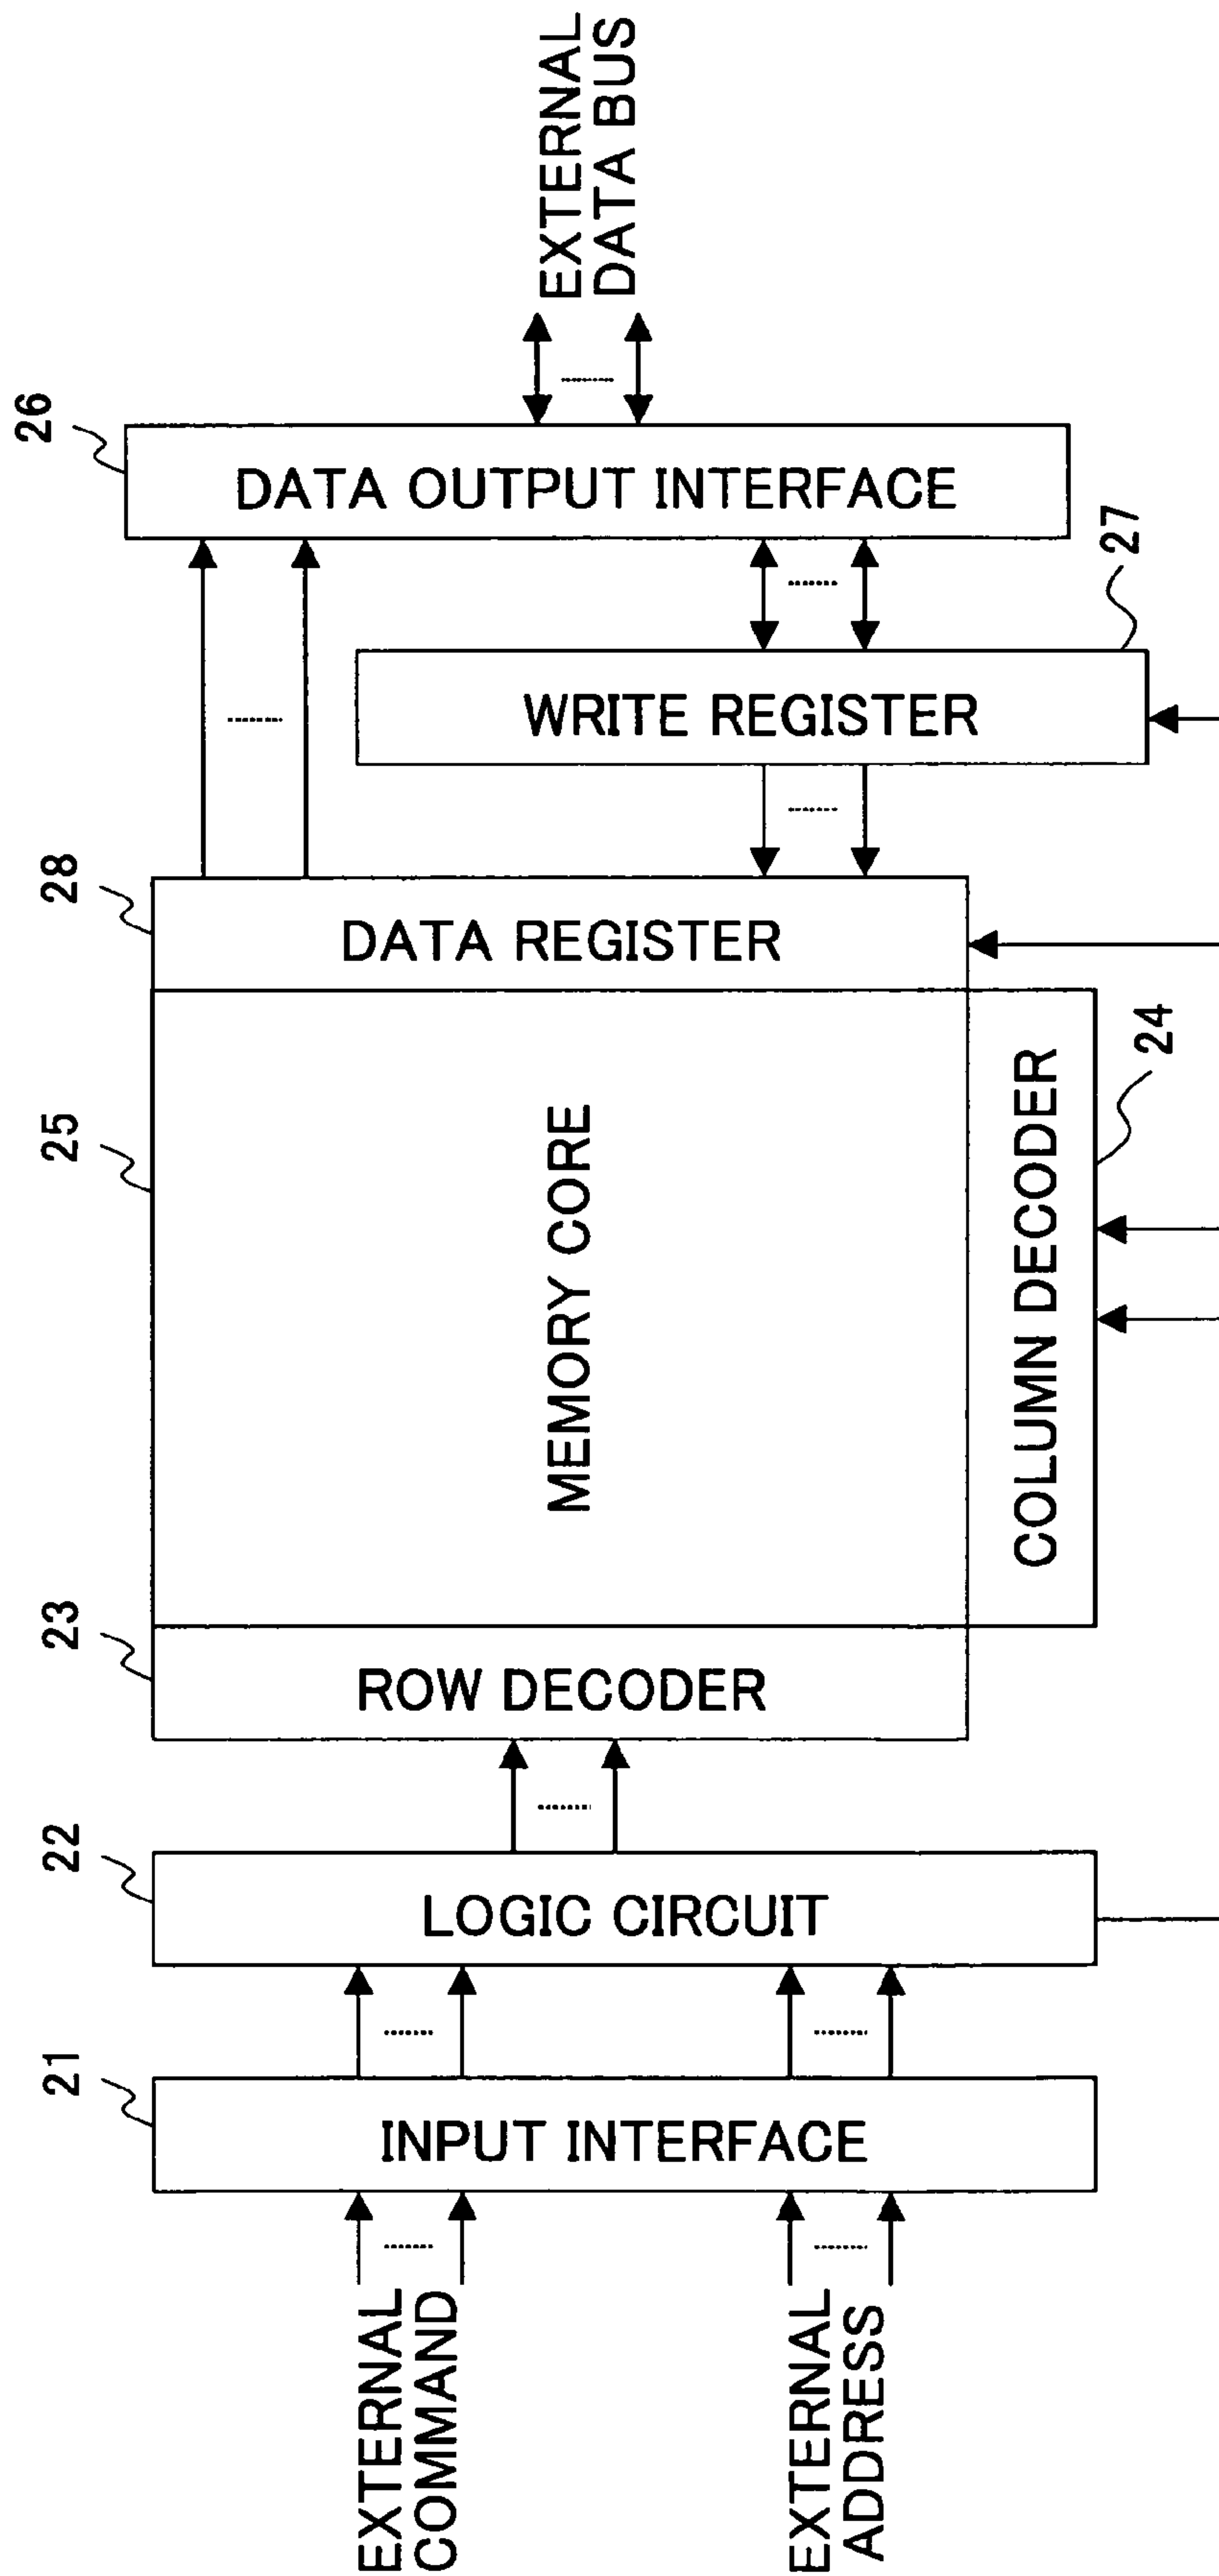 EXTERNAL
COMMAND
EXTERNAL
ADDRESS
21
INPUT INTERFACE
22
LOGIC CIRCUIT
23
ROW DECODER
25
MEMORY CORE
COLUMN DECODER
24
28
DATA REGISTER
WRITE REGISTER
27
26
DATA OUTPUT INTERFACE
EXTERNAL
DATA BUS